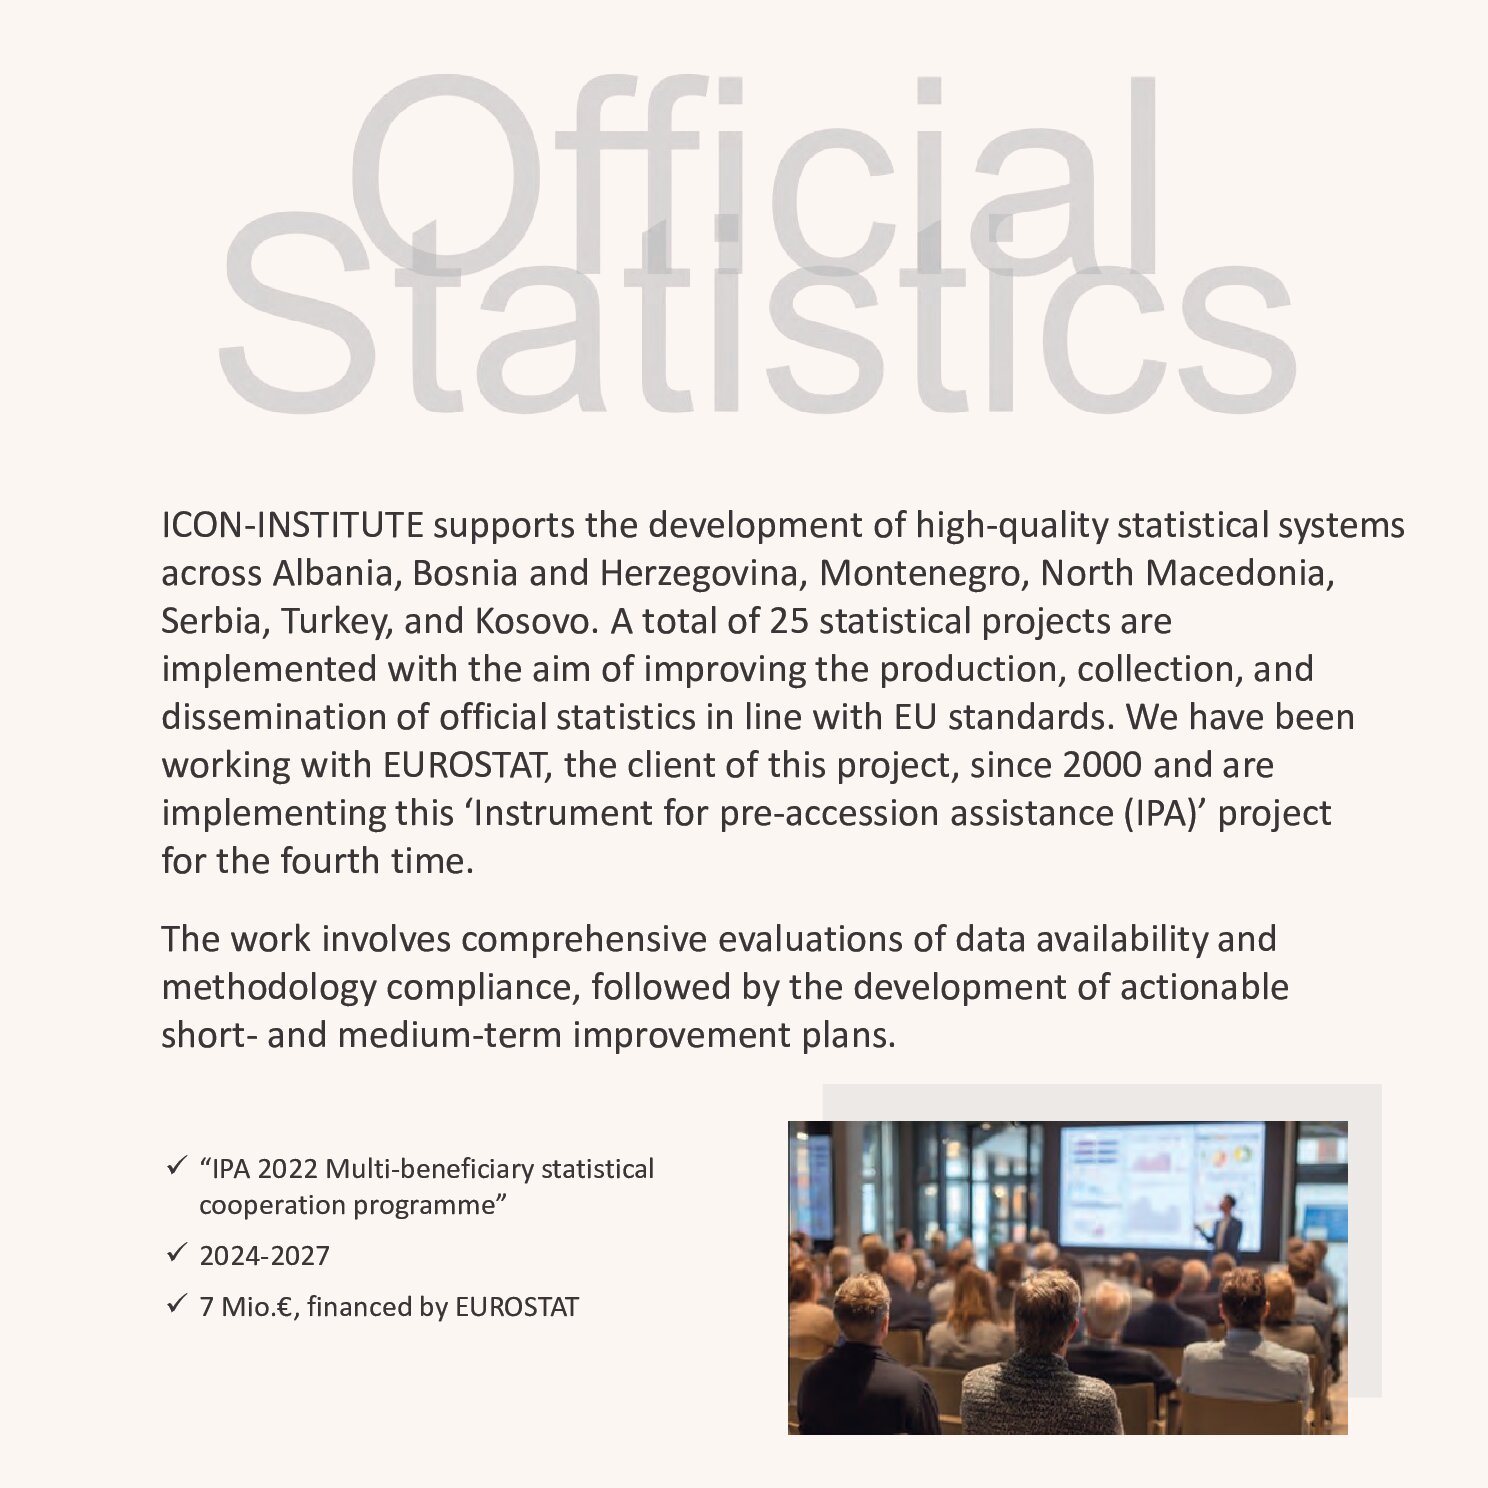 Official
Statistics
ICON-INSTITUTE supports the development of high-quality statistical systems
across Albania, Bosnia and Herzegovina, Montenegro, North Macedonia,
Serbia, Turkey, and Kosovo. A total of 25 statistical projects are
implemented with the aim of improving the production, collection, and
dissemination of official statistics in line with EU standards. We have been
working with EUROSTAT, the client of this project, since 2000 and are
implementing this ‘Instrument for pre-accession assistance (IPA)’ project
for the fourth time.
The work involves comprehensive evaluations of data availability and
methodology compliance, followed by the development of actionable
short- and medium-term improvement plans.
✓ “IPA 2022 Multi-beneficiary statistical
cooperation programme”
✓ 2024-2027
✓ 7 Mio.€, financed by EUROSTAT